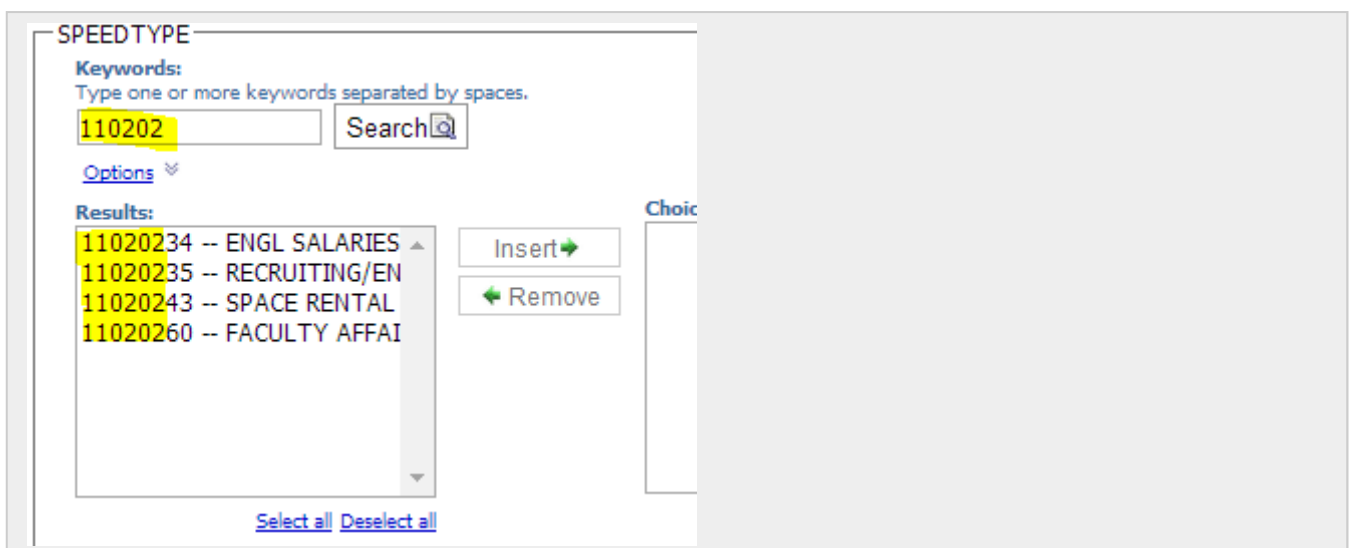 SPEEDTYPE
Keywords:
Type one or more keywords separated by spaces.
110202 Search
Options
Results: Choic
11020234 -- ENGL SALARIES
11020235 -- RECRUITING/EN
11020243 -- SPACE RENTAL
11020260 -- FACULTY AFFAI
Insert
Remove
Select all Deselect all